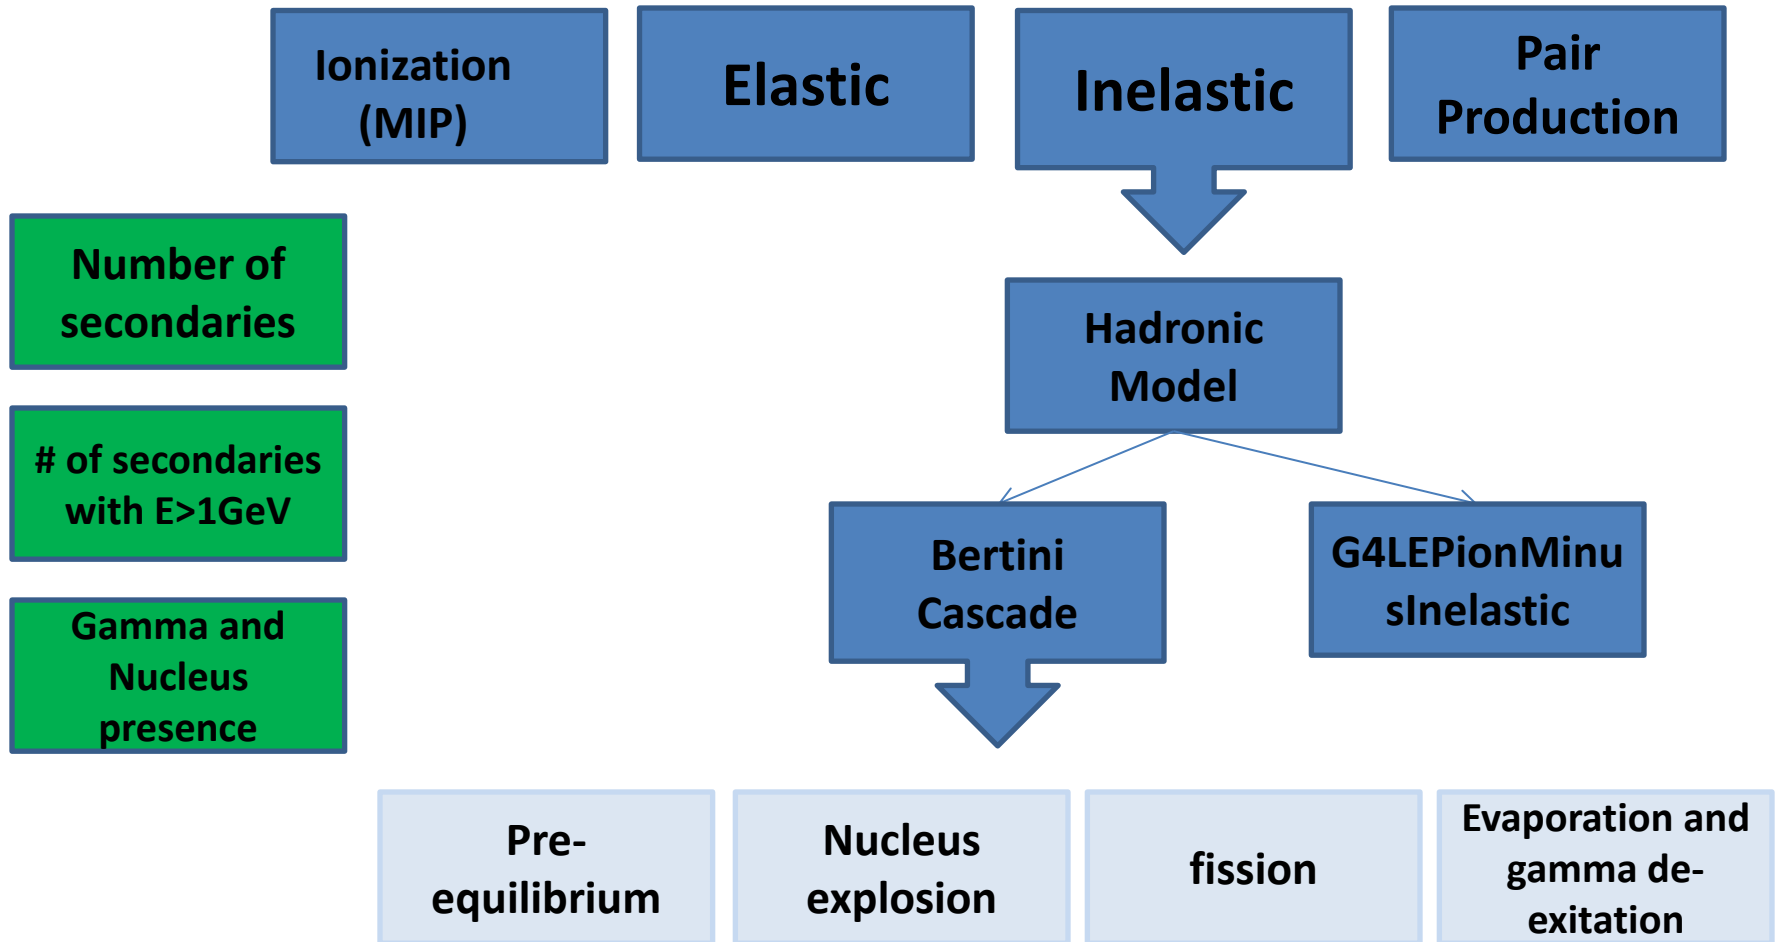 Ionization
(MIP)
Elastic
Inelastic
Pair
Production
Number of
secondaries
Hadronic
Model
# of secondaries
with E>1GeV
Bertini
Cascade
G4LEPionMinu
sInelastic
Gamma and
Nucleus
presence
Pre-
equilibrium
Nucleus
explosion
fission
Evaporation and
gamma de-
exitation